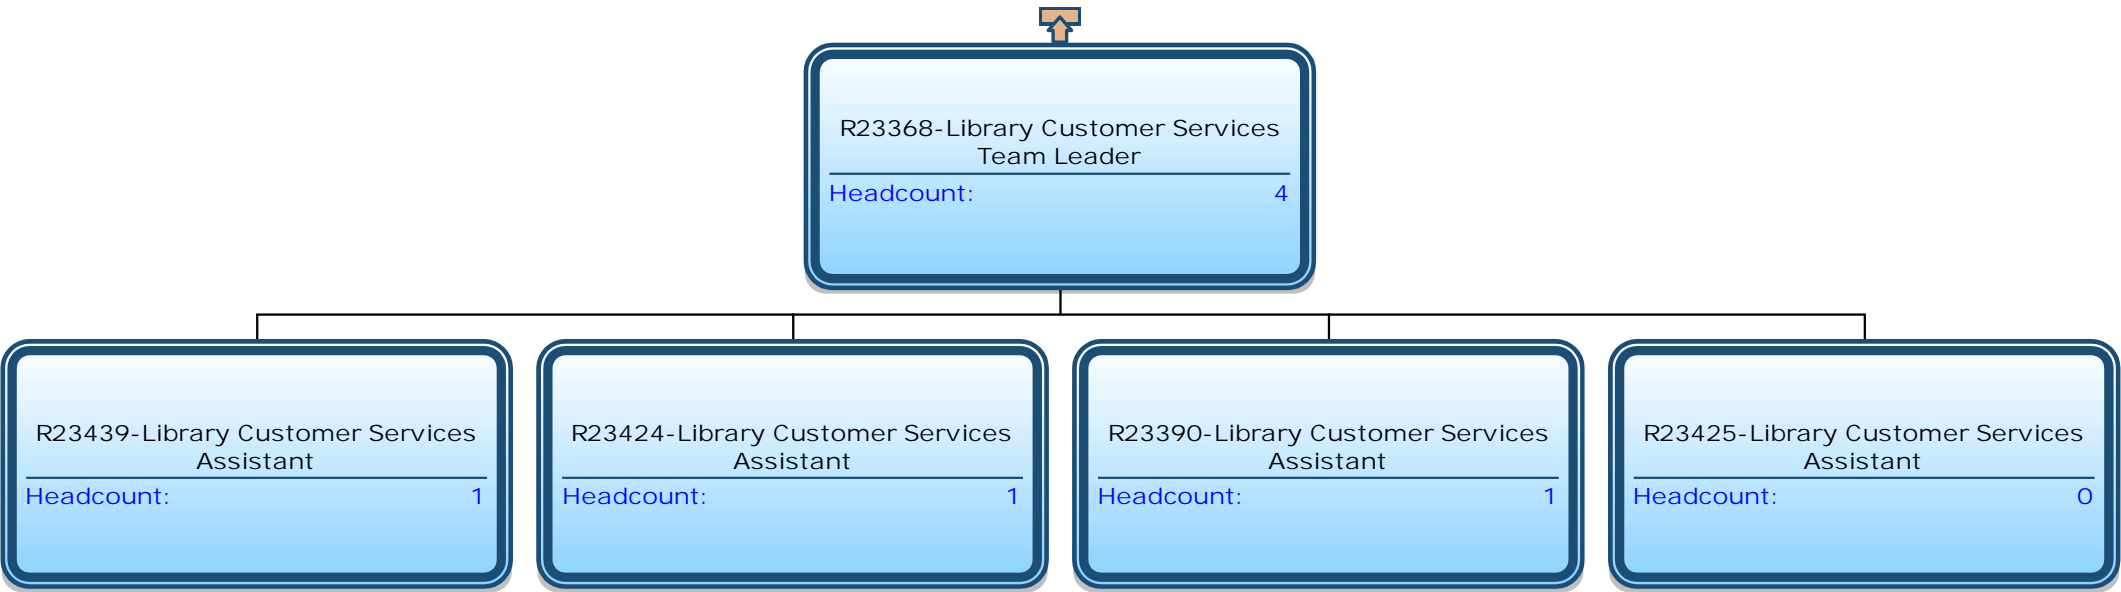 R23368-Library Customer Services
Team Leader
Headcount: 4
R23439-Library Customer Services
Assistant
Headcount: 1
R23424-Library Customer Services
Assistant
Headcount: 1
R23390-Library Customer Services
Assistant
Headcount: 1
R23425-Library Customer Services
Assistant
Headcount: 0